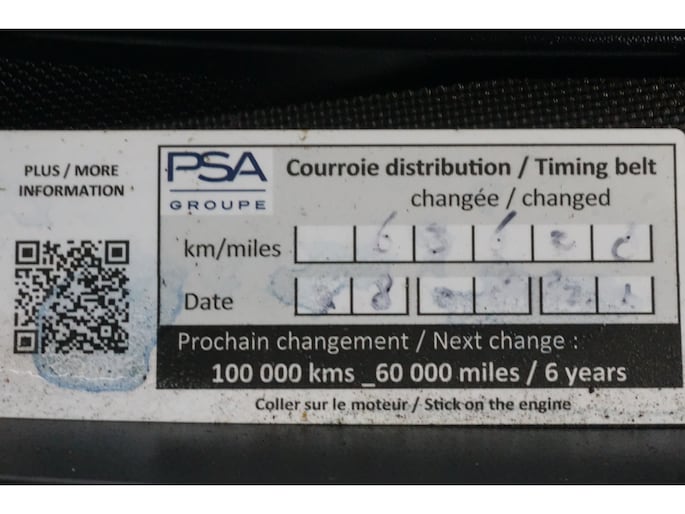 PLUS / MORE
INFORMATION
PSA
GROUPE
Courroie distribution / Timing belt
changée / changed
km/miles
Date
Prochain changement / Next change :
100 000 kms _60 000 miles / 6 years
Coller sur le moteur / Stick on the engine